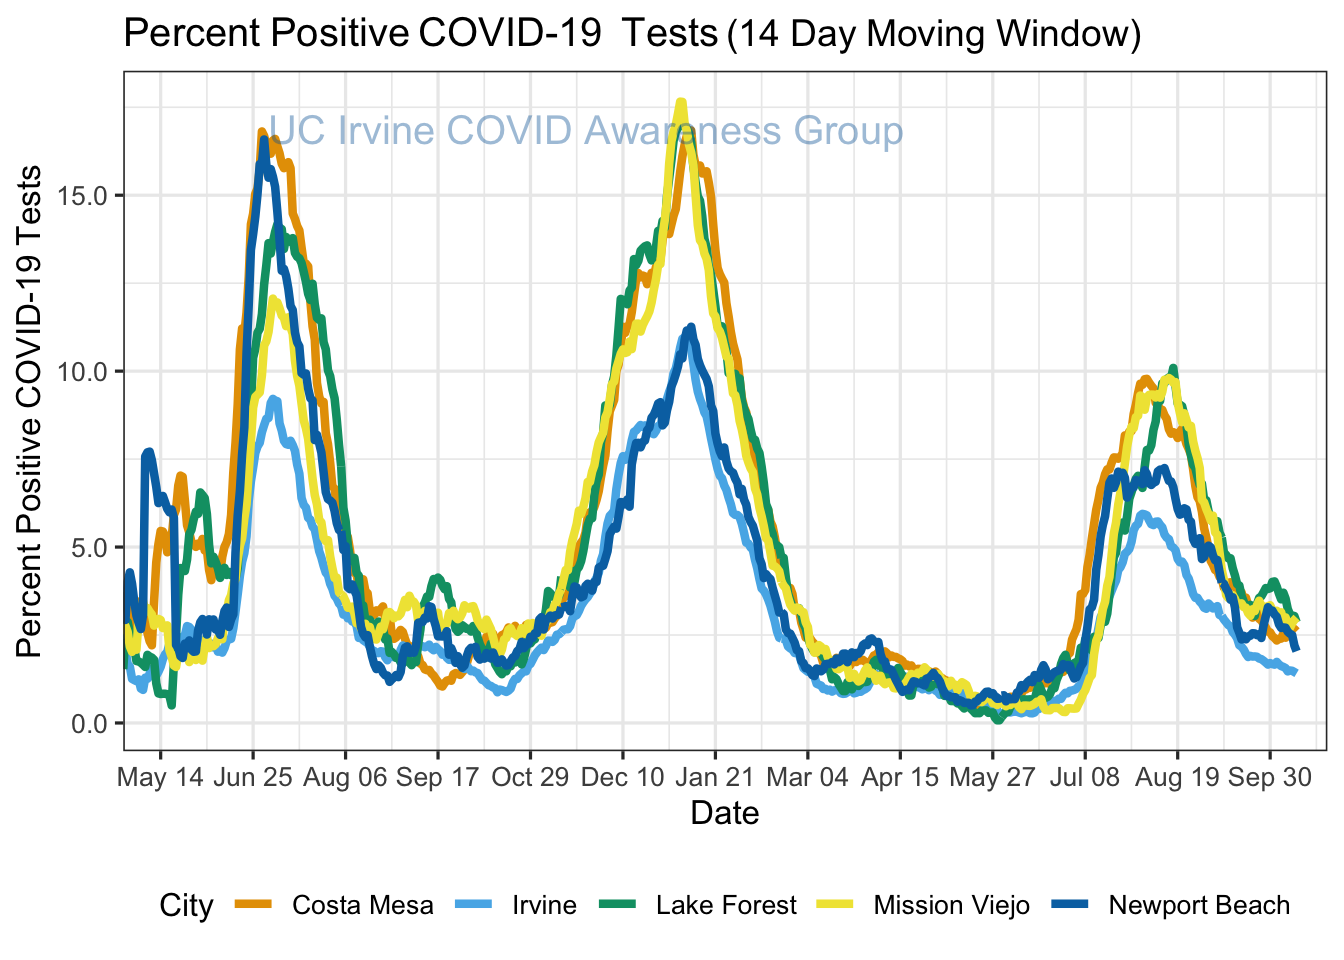 Percent Positive COVID-19 Tests (14 Day Moving Window)
UC Irvine COVID Awareness Group
Percent Positive COVID-19 Tests
15.0
10.0
5.0
0.0
May 14 Jun 25 Aug 06 Sep 17 Oct 29 Dec 10 Jan 21 Mar 04 Apr 15 May 27 Jul 08 Aug 19 Sep 30
Date
City Costa Mesa Irvine Lake Forest Mission Viejo Newport Beach